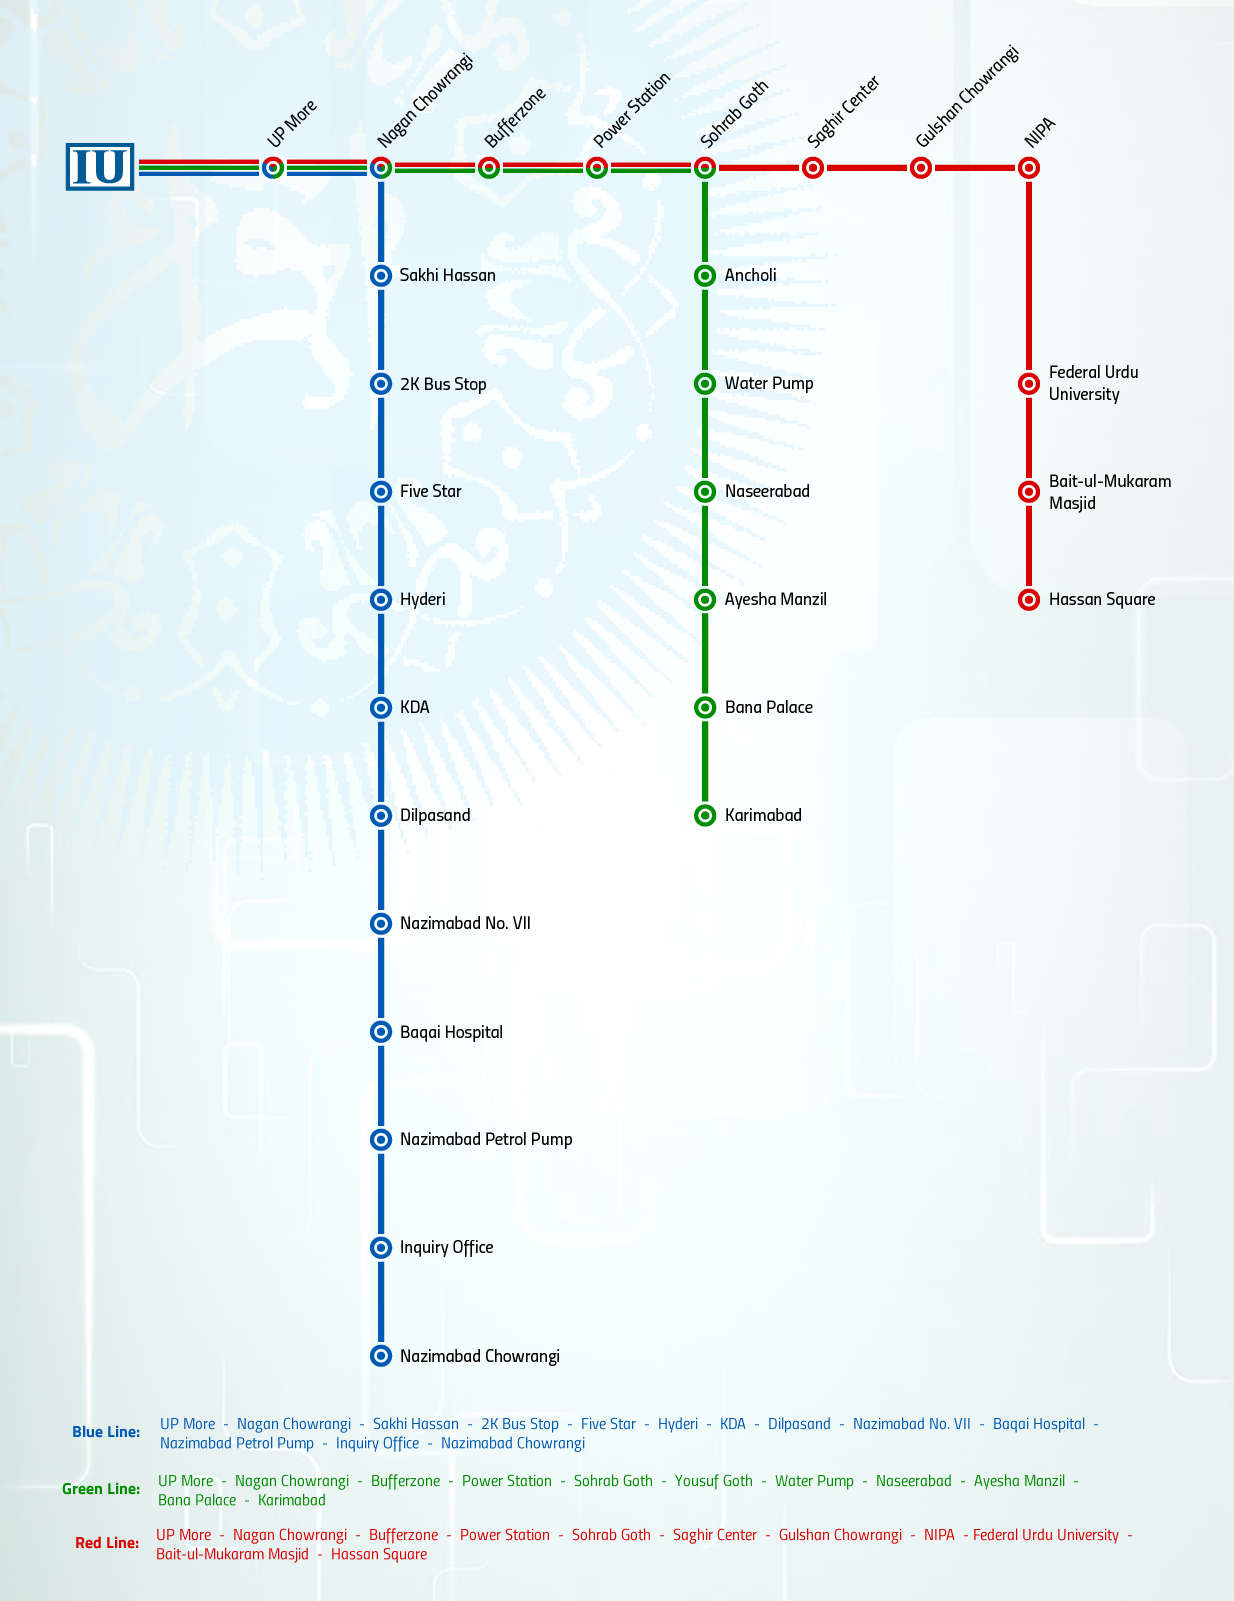 IU
UP More
Nagan Chowrangi
Bufferzone
Power Station
Sohrab Goth
Saghir Center
Gulshan Chowrangi
NIPA
Sakhi Hassan
2K Bus Stop
Five Star
Hyderi
KDA
Dilpasand
Nazimabad No. VII
Baqai Hospital
Nazimabad Petrol Pump
Inquiry Office
Nazimabad Chowrangi
Ancholi
Water Pump
Naseerabad
Ayesha Manzil
Bana Palace
Karimabad
Federal Urdu
University
Bait-ul-Mukaram
Masjid
Hassan Square
Blue Line: UP More - Nagan Chowrangi - Sakhi Hassan - 2K Bus Stop - Five Star - Hyderi - KDA - Dilpasand - Nazimabad No. VII - Baqai Hospital -
Nazimabad Petrol Pump - Inquiry Office - Nazimabad Chowrangi
Green Line: UP More - Nagan Chowrangi - Bufferzone - Power Station - Sohrab Goth - Yousuf Goth - Water Pump - Naseerabad - Ayesha Manzil -
Bana Palace - Karimabad
Red Line: UP More - Nagan Chowrangi - Bufferzone - Power Station - Sohrab Goth - Saghir Center - Gulshan Chowrangi - NIPA - Federal Urdu University -
Bait-ul-Mukaram Masjid - Hassan Square